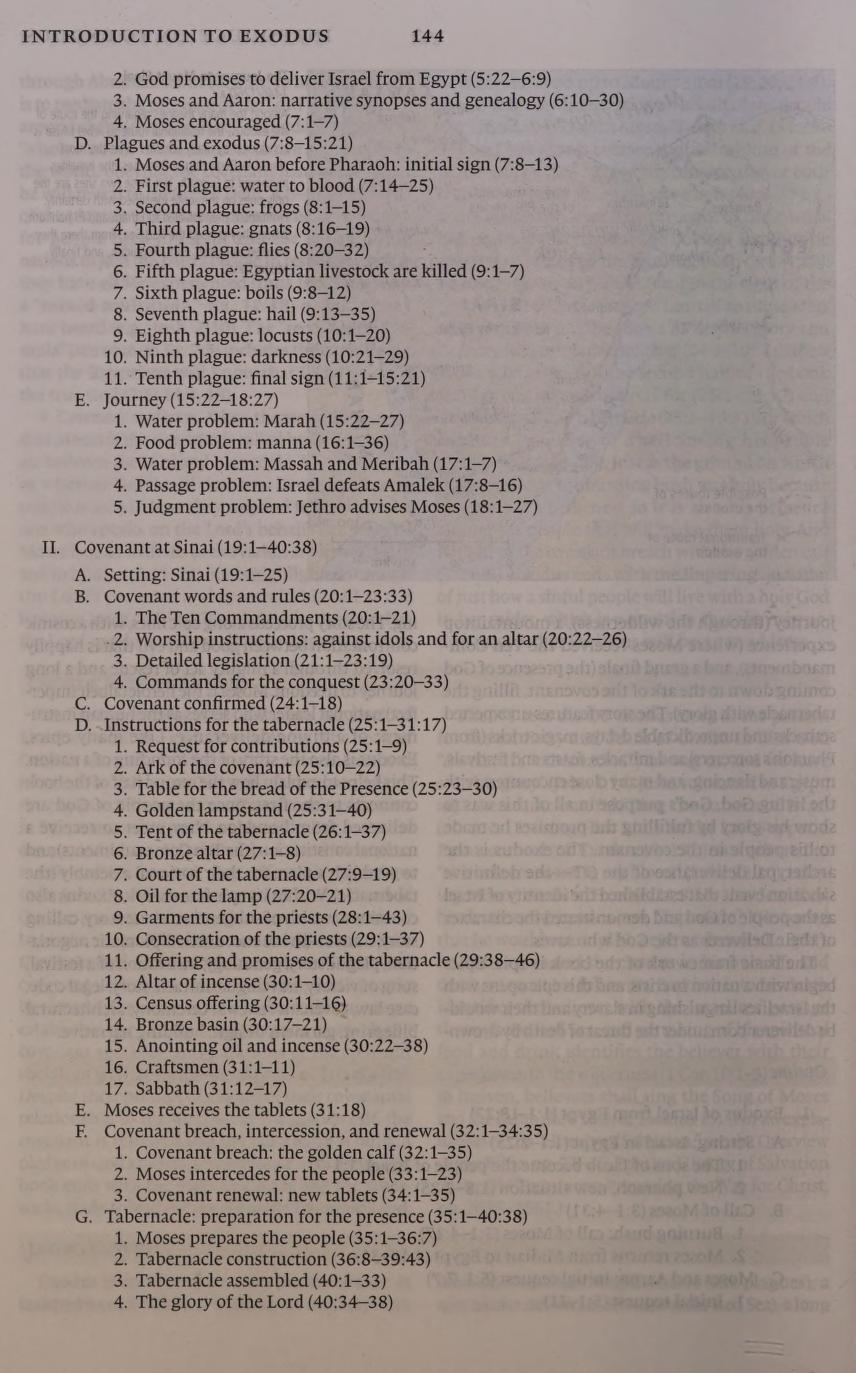 INTRODUCTION TO EXODUS 144
2. God promises to deliver Israel from Egypt (5:22–6:9)
3. Moses and Aaron: narrative synopses and genealogy (6:10–30)
4. Moses encouraged (7:1–7)
D. Plagues and exodus (7:8–15:21)
1. Moses and Aaron before Pharaoh: initial sign (7:8–13)
2. First plague: water to blood (7:14–25)
3. Second plague: frogs (8:1–15)
4. Third plague: gnats (8:16–19)
5. Fourth plague: flies (8:20–32)
6. Fifth plague: Egyptian livestock are killed (9:1–7)
7. Sixth plague: boils (9:8–12)
8. Seventh plague: hail (9:13–35)
9. Eighth plague: locusts (10:1–20)
10. Ninth plague: darkness (10:21–29)
11. Tenth plague: final sign (11:1–15:21)
E. Journey (15:22–18:27)
1. Water problem: Marah (15:22–27)
2. Food problem: manna (16:1–36)
3. Water problem: Massah and Meribah (17:1–7)
4. Passage problem: Israel defeats Amalek (17:8–16)
5. Judgment problem: Jethro advises Moses (18:1–27)
II. Covenant at Sinai (19:1–40:38)
A. Setting: Sinai (19:1–25)
B. Covenant words and rules (20:1–23:33)
1. The Ten Commandments (20:1–21)
2. Worship instructions: against idols and for an altar (20:22–26)
3. Detailed legislation (21:1–23:19)
4. Commands for the conquest (23:20–33)
C. Covenant confirmed (24:1–18)
D. Instructions for the tabernacle (25:1–31:17)
1. Request for contributions (25:1–9)
2. Ark of the covenant (25:10–22)
3. Table for the bread of the Presence (25:23–30)
4. Golden lampstand (25:31–40)
5. Tent of the tabernacle (26:1–37)
6. Bronze altar (27:1–8)
7. Court of the tabernacle (27:9–19)
8. Oil for the lamp (27:20–21)
9. Garments for the priests (28:1–43)
10. Consecration of the priests (29:1–37)
11. Offering and promises of the tabernacle (29:38–46)
12. Altar of incense (30:1–10)
13. Census offering (30:11–16)
14. Bronze basin (30:17–21)
15. Anointing oil and incense (30:22–38)
16. Craftsmen (31:1–11)
17. Sabbath (31:12–17)
E. Moses receives the tablets (31:18)
F. Covenant breach, intercession, and renewal (32:1–34:35)
1. Covenant breach: the golden calf (32:1–35)
2. Moses intercedes for the people (33:1–23)
3. Covenant renewal: new tablets (34:1–35)
G. Tabernacle: preparation for the presence (35:1–40:38)
1. Moses prepares the people (35:1–36:7)
2. Tabernacle construction (36:8–39:43)
3. Tabernacle assembled (40:1–33)
4. The glory of the Lord (40:34–38)